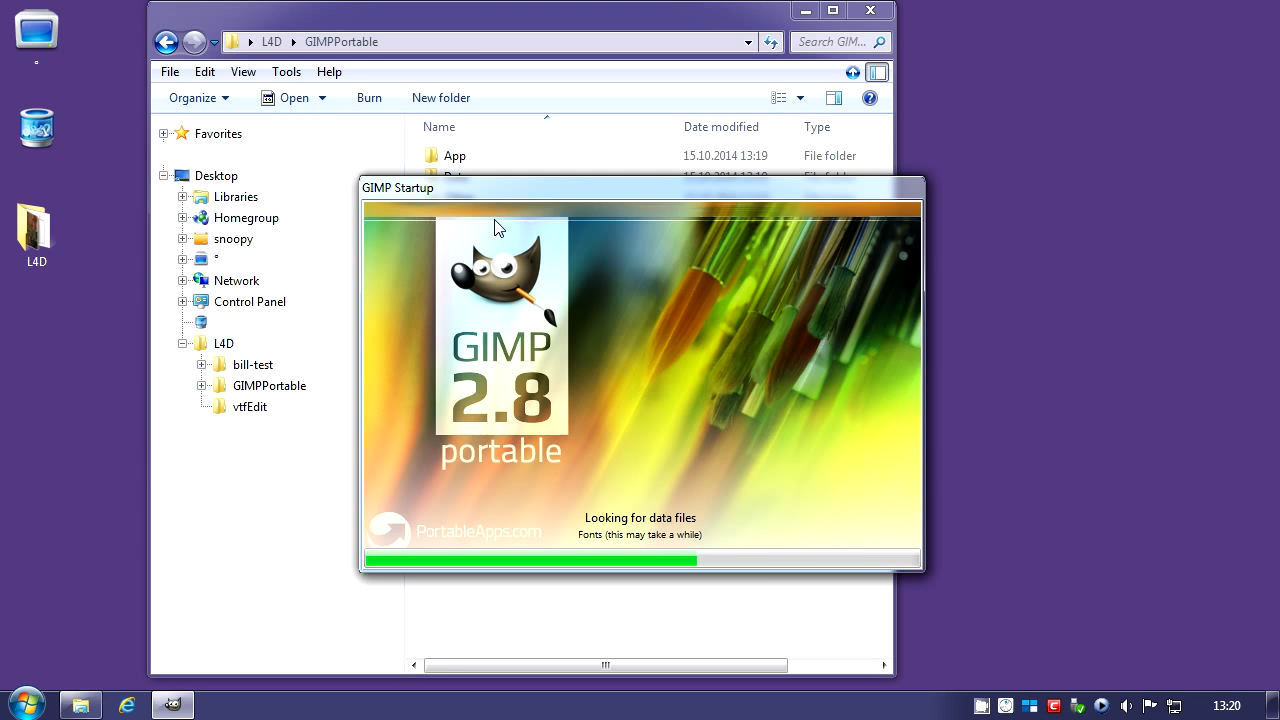 L4D GIMPPortable
Search GIM...
File Edit View Tools Help
Organize Open Burn New folder
Name Date modified Type
Favorites
App 15.10.2014 13:19 File folder
Desktop
GIMP Startup
Libraries
Homegroup
snoopy
°
Network
Control Panel
L4D
L4D
bill-test
GIMPPortable
vtfEdit
GIMP
2.8
portable
Looking for data files
PortableApps.com
Fonts (this may take a while)
13:20